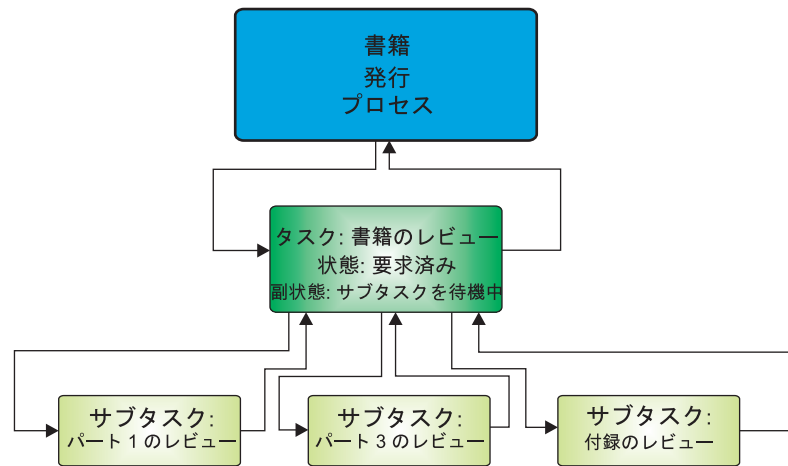 書籍
発行
プロセス
タスク: 書籍のレビュー
状態: 要求済み
副状態: サブタスクを待機中
サブタスク:
パート 1 のレビュー
サブタスク:
パート 3 のレビュー
サブタスク:
付録のレビュー